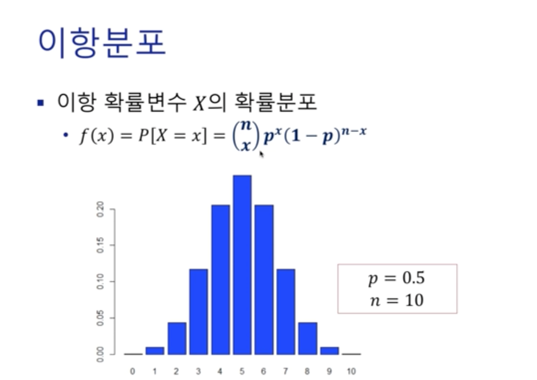 이항분포
▪ 이항 확률변수 X의 확률분포
• f(x) = P[X = x] = (n x) pˣ(1 − p)ⁿ⁻ˣ
0.20
0.15
0.10
0.05
0.00
p = 0.5
n = 10
0 1 2 3 4 5 6 7 8 9 10